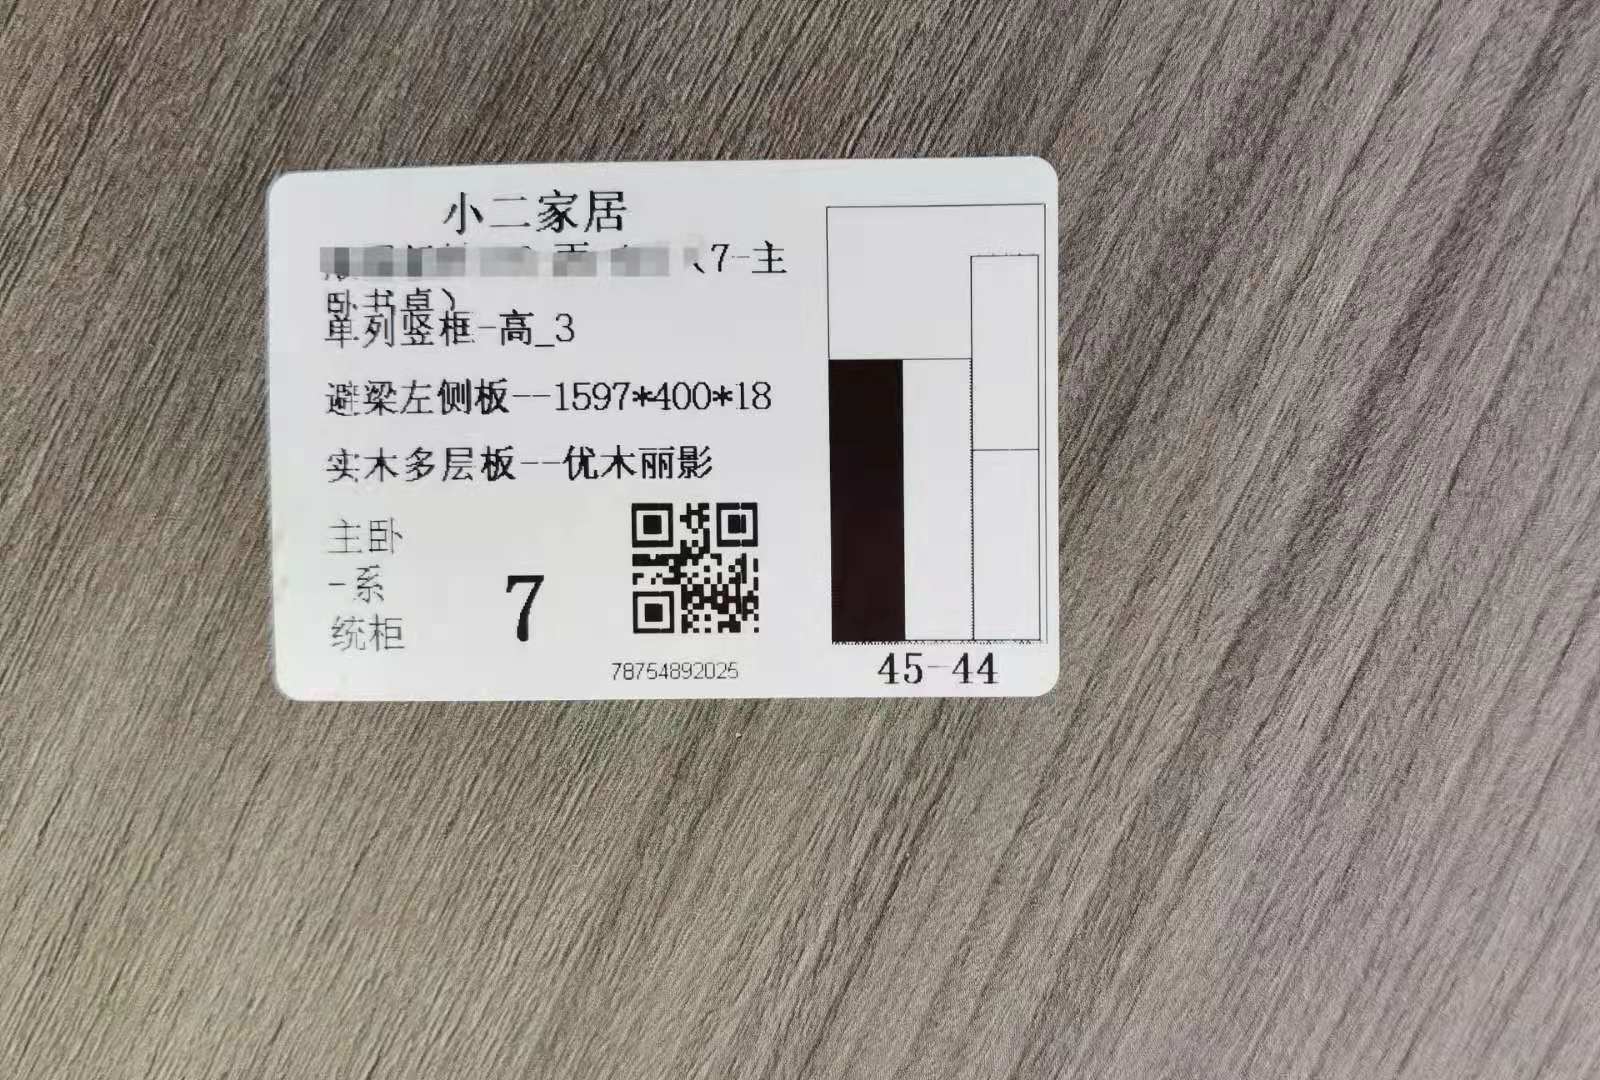 小二家居
(7-主
卧书桌)
单列竖框-高_3
避梁左侧板--1597*400*18
实木多层板--优木丽影
主卧
-系
统柜
7
78754892025
45-44